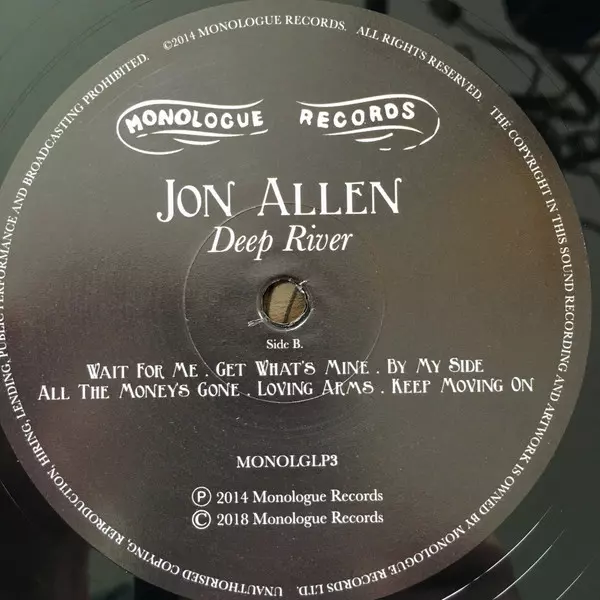 ©2014 MONOLOGUE RECORDS. ALL RIGHTS RESERVED. THE COPYRIGHT IN THIS SOUND RECORDING AND ARTWORK IS OWNED BY MONOLOGUE RECORDS LTD. UNAUTHORISED COPYING, REPRODUCTION, HIRING, LENDING, PUBLIC PERFORMANCE AND BROADCASTING PROHIBITED.
MONOLOGUE RECORDS
JON ALLEN
Deep River
Side B.
WAIT FOR ME . GET WHAT'S MINE . BY MY SIDE
ALL THE MONEY'S GONE . LOVING ARMS . KEEP MOVING ON
MONOLGLP3
Ⓟ 2014 Monologue Records
© 2018 Monologue Records